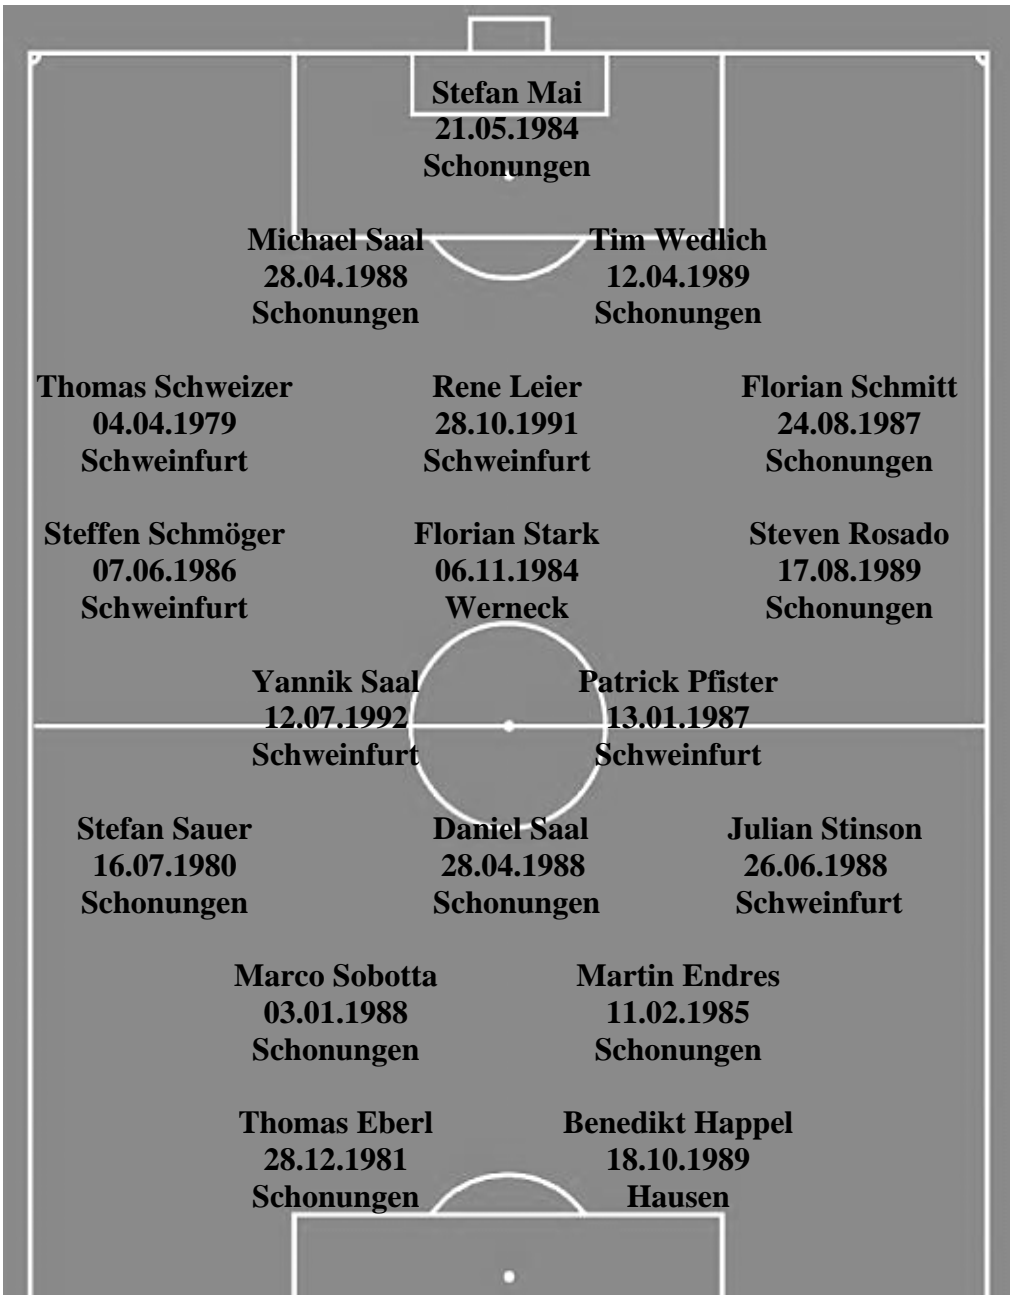 Stefan Mai
21.05.1984
Schonungen
Michael Saal Tim Wedlich
28.04.1988 12.04.1989
Schonungen Schonungen
Thomas Schweizer Rene Leier Florian Schmitt
04.04.1979 28.10.1991 24.08.1987
Schweinfurt Schweinfurt Schonungen
Steffen Schmöger Florian Stark Steven Rosado
07.06.1986 06.11.1984 17.08.1989
Schweinfurt Werneck Schonungen
Yannik Saal Patrick Pfister
12.07.1992 13.01.1987
Schweinfurt Schweinfurt
Stefan Sauer Daniel Saal Julian Stinson
16.07.1980 28.04.1988 26.06.1988
Schonungen Schonungen Schweinfurt
Marco Sobotta Martin Endres
03.01.1988 11.02.1985
Schonungen Schonungen
Thomas Eberl Benedikt Happel
28.12.1981 18.10.1989
Schonungen Hausen